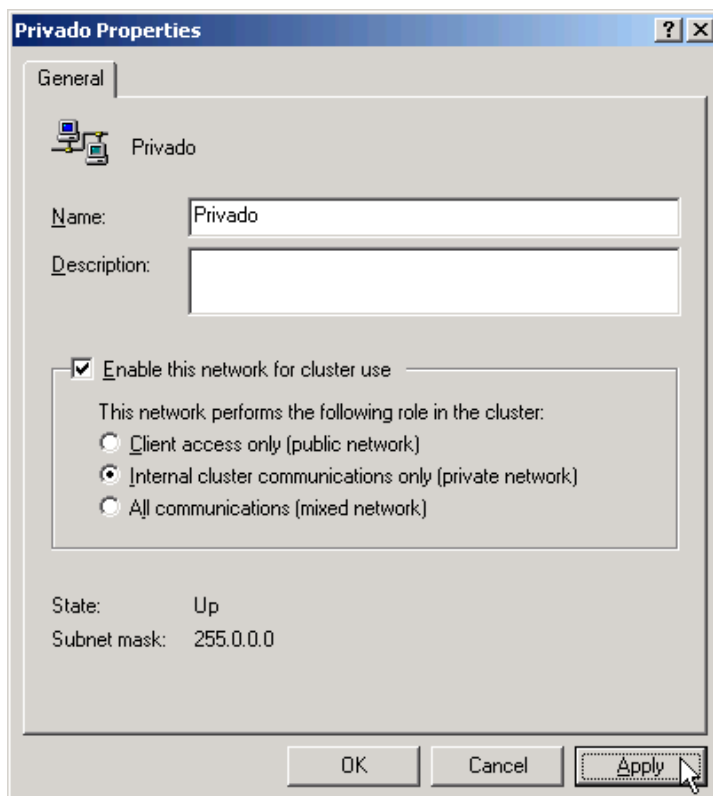 Privado Properties
General
Privado
Name: Privado
Description:
Enable this network for cluster use
This network performs the following role in the cluster:
Client access only (public network)
Internal cluster communications only (private network)
All communications (mixed network)
State: Up
Subnet mask: 255.0.0.0
OK Cancel Apply